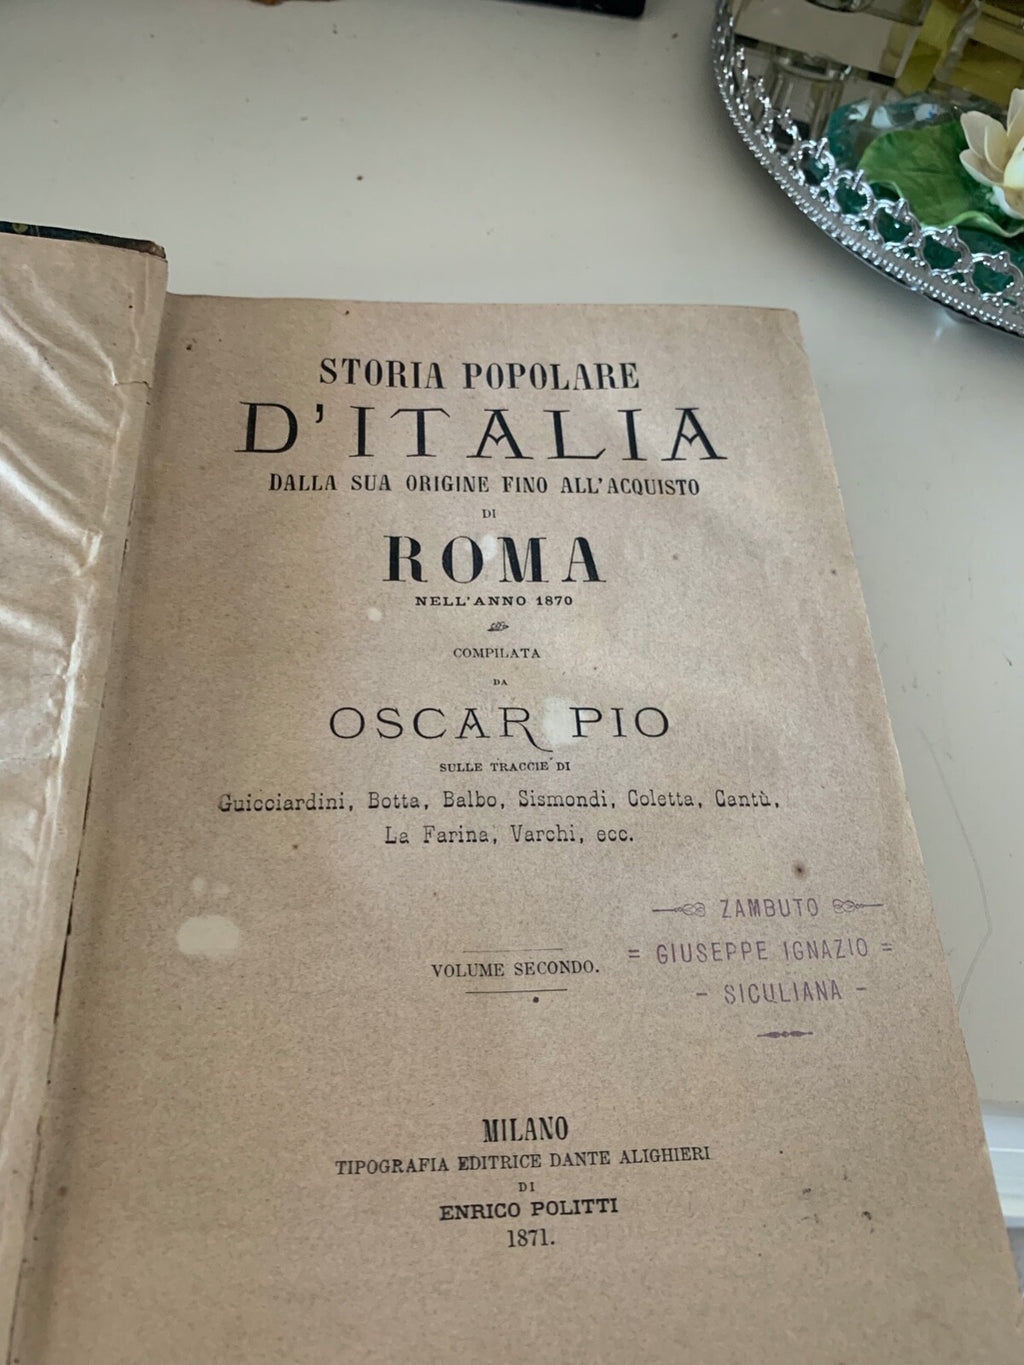 STORIA POPOLARE
D'ITALIA
DALLA SUA ORIGINE FINO ALL'ACQUISTO
DI
ROMA
NELL'ANNO 1870
COMPILATA
DA
OSCAR PIO
SULLE TRACCIE DI
Guicciardini, Botta, Balbo, Sismondi, Coletta, Cantù,
La Farina, Varchi, ecc.
VOLUME SECONDO.
ZAMBUTO
= GIUSEPPE IGNAZIO =
- SICULIANA -
MILANO
TIPOGRAFIA EDITRICE DANTE ALIGHIERI
DI
ENRICO POLITTI
1871.